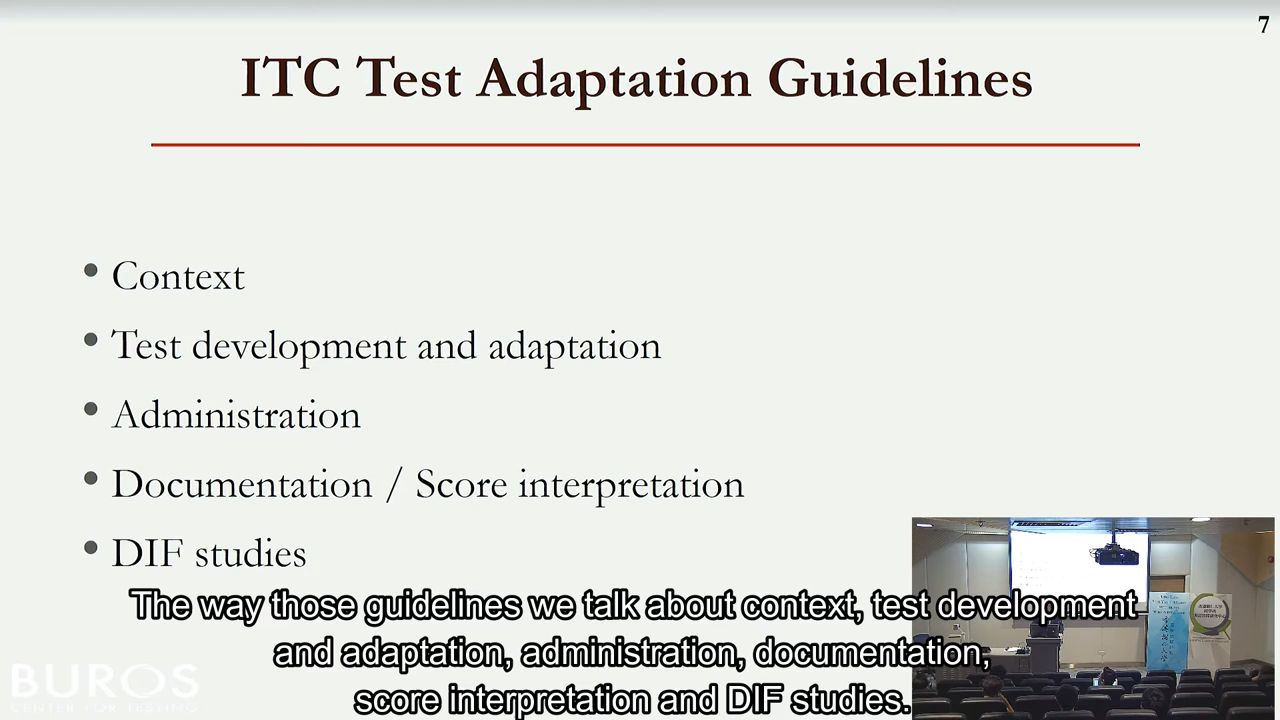 7
ITC Test Adaptation Guidelines
• Context
• Test development and adaptation
• Administration
• Documentation / Score interpretation
• DIF studies
The way those guidelines we talk about context, test development
and adaptation, administration, documentation,
score interpretation and DIF studies.
BUROS
CENTER FOR TESTING